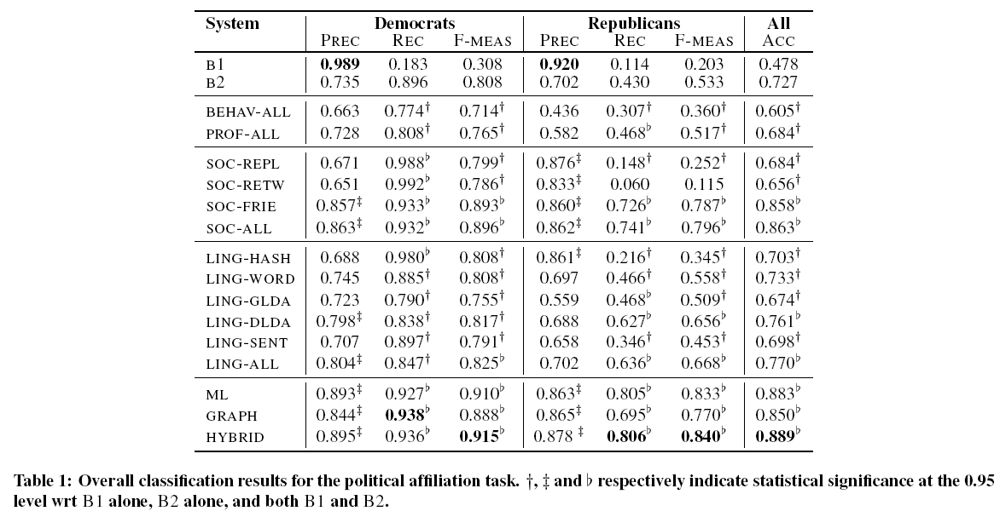 System Democrats Republicans All
PREC REC F-MEAS PREC REC F-MEAS ACC
B1 0.989 0.183 0.308 0.920 0.114 0.203 0.478
B2 0.735 0.896 0.808 0.702 0.430 0.533 0.727
BEHAV-ALL 0.663 0.774† 0.714† 0.436 0.307† 0.360† 0.605†
PROF-ALL 0.728 0.808† 0.765† 0.582 0.468♭ 0.517† 0.684†
SOC-REPL 0.671 0.988♭ 0.799† 0.876‡ 0.148† 0.252† 0.684†
SOC-RETW 0.651 0.992♭ 0.786† 0.833‡ 0.060 0.115 0.656†
SOC-FRIE 0.857‡ 0.933♭ 0.893♭ 0.860‡ 0.726♭ 0.787♭ 0.858♭
SOC-ALL 0.863‡ 0.932♭ 0.896♭ 0.862‡ 0.741♭ 0.796♭ 0.863♭
LING-HASH 0.688 0.980♭ 0.808† 0.861‡ 0.216† 0.345† 0.703†
LING-WORD 0.745 0.885† 0.808† 0.697 0.466† 0.558† 0.733†
LING-GLDA 0.723 0.790† 0.755† 0.559 0.468♭ 0.509† 0.674†
LING-DLDA 0.798‡ 0.838† 0.817† 0.688 0.627♭ 0.656♭ 0.761♭
LING-SENT 0.707 0.897† 0.791† 0.658 0.346† 0.453† 0.698†
LING-ALL 0.804‡ 0.847† 0.825♭ 0.702 0.636♭ 0.668♭ 0.770♭
ML 0.893‡ 0.927♭ 0.910♭ 0.863‡ 0.805♭ 0.833♭ 0.883♭
GRAPH 0.844‡ 0.938♭ 0.888♭ 0.865‡ 0.695♭ 0.770♭ 0.850♭
HYBRID 0.895‡ 0.936♭ 0.915♭ 0.878 ‡ 0.806♭ 0.840♭ 0.889♭
Table 1: Overall classification results for the political affiliation task. †, ‡ and ♭ respectively indicate statistical significance at the 0.95
level wrt B1 alone, B2 alone, and both B1 and B2.